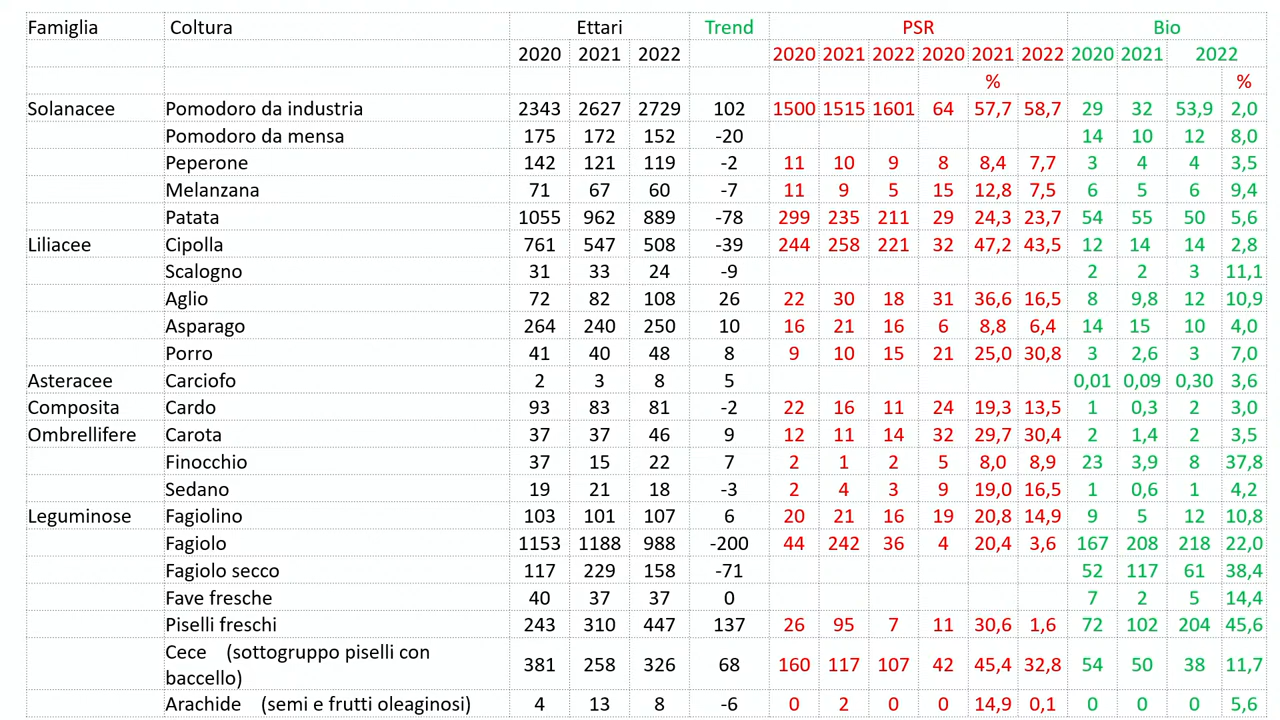 Famiglia Coltura Ettari Trend PSR Bio
2020 2021 2022 2020 2021 2022 2020 2021 2022 2020 2021 2022
% %
Solanacee Pomodoro da industria 2343 2627 2729 102 1500 1515 1601 64 57,7 58,7 29 32 53,9 2,0
Pomodoro da mensa 175 172 152 -20 14 10 12 8,0
Peperone 142 121 119 -2 11 10 9 8 8,4 7,7 3 4 4 3,5
Melanzana 71 67 60 -7 11 9 5 15 12,8 7,5 6 5 6 9,4
Patata 1055 962 889 -78 299 235 211 29 24,3 23,7 54 55 50 5,6
Liliacee Cipolla 761 547 508 -39 244 258 221 32 47,2 43,5 12 14 14 2,8
Scalogno 31 33 24 -9 2 2 3 11,1
Aglio 72 82 108 26 22 30 18 31 36,6 16,5 8 9,8 12 10,9
Asparago 264 240 250 10 16 21 16 6 8,8 6,4 14 15 10 4,0
Porro 41 40 48 8 9 10 15 21 25,0 30,8 3 2,6 3 7,0
Asteracee Carciofo 2 3 8 5 0,01 0,09 0,30 3,6
Composita Cardo 93 83 81 -2 22 16 11 24 19,3 13,5 1 0,3 2 3,0
Ombrellifere Carota 37 37 46 9 12 11 14 32 29,7 30,4 2 1,4 2 3,5
Finocchio 37 15 22 7 2 1 2 5 8,0 8,9 23 3,9 8 37,8
Sedano 19 21 18 -3 2 4 3 9 19,0 16,5 1 0,6 1 4,2
Leguminose Fagiolino 103 101 107 6 20 21 16 19 20,8 14,9 9 5 12 10,8
Fagiolo 1153 1188 988 -200 44 242 36 4 20,4 3,6 167 208 218 22,0
Fagiolo secco 117 229 158 -71 52 117 61 38,4
Fave fresche 40 37 37 0 7 2 5 14,4
Piselli freschi 243 310 447 137 26 95 7 11 30,6 1,6 72 102 204 45,6
Cece (sottogruppo piselli con
baccello) 381 258 326 68 160 117 107 42 45,4 32,8 54 50 38 11,7
Arachide (semi e frutti oleaginosi) 4 13 8 -6 0 2 0 0 14,9 0,1 0 0 0 5,6